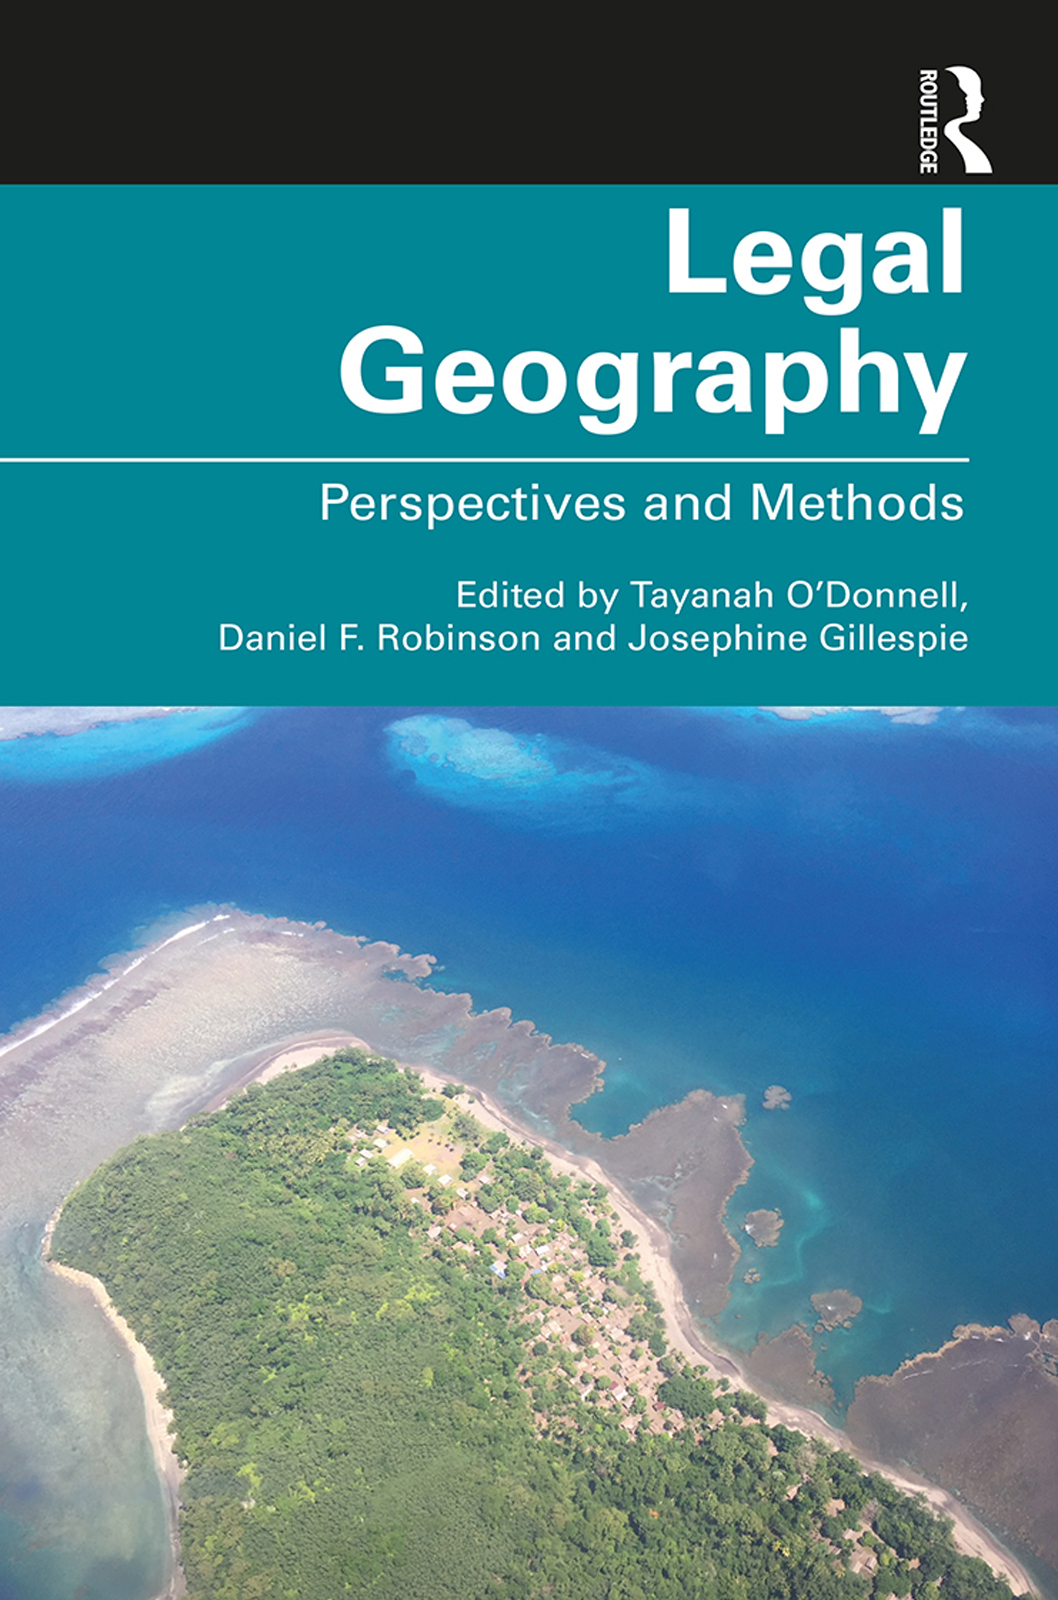 ROUTLEDGE
Legal
Geography
Perspectives and Methods
Edited by Tayanah O’Donnell,
Daniel F. Robinson and Josephine Gillespie